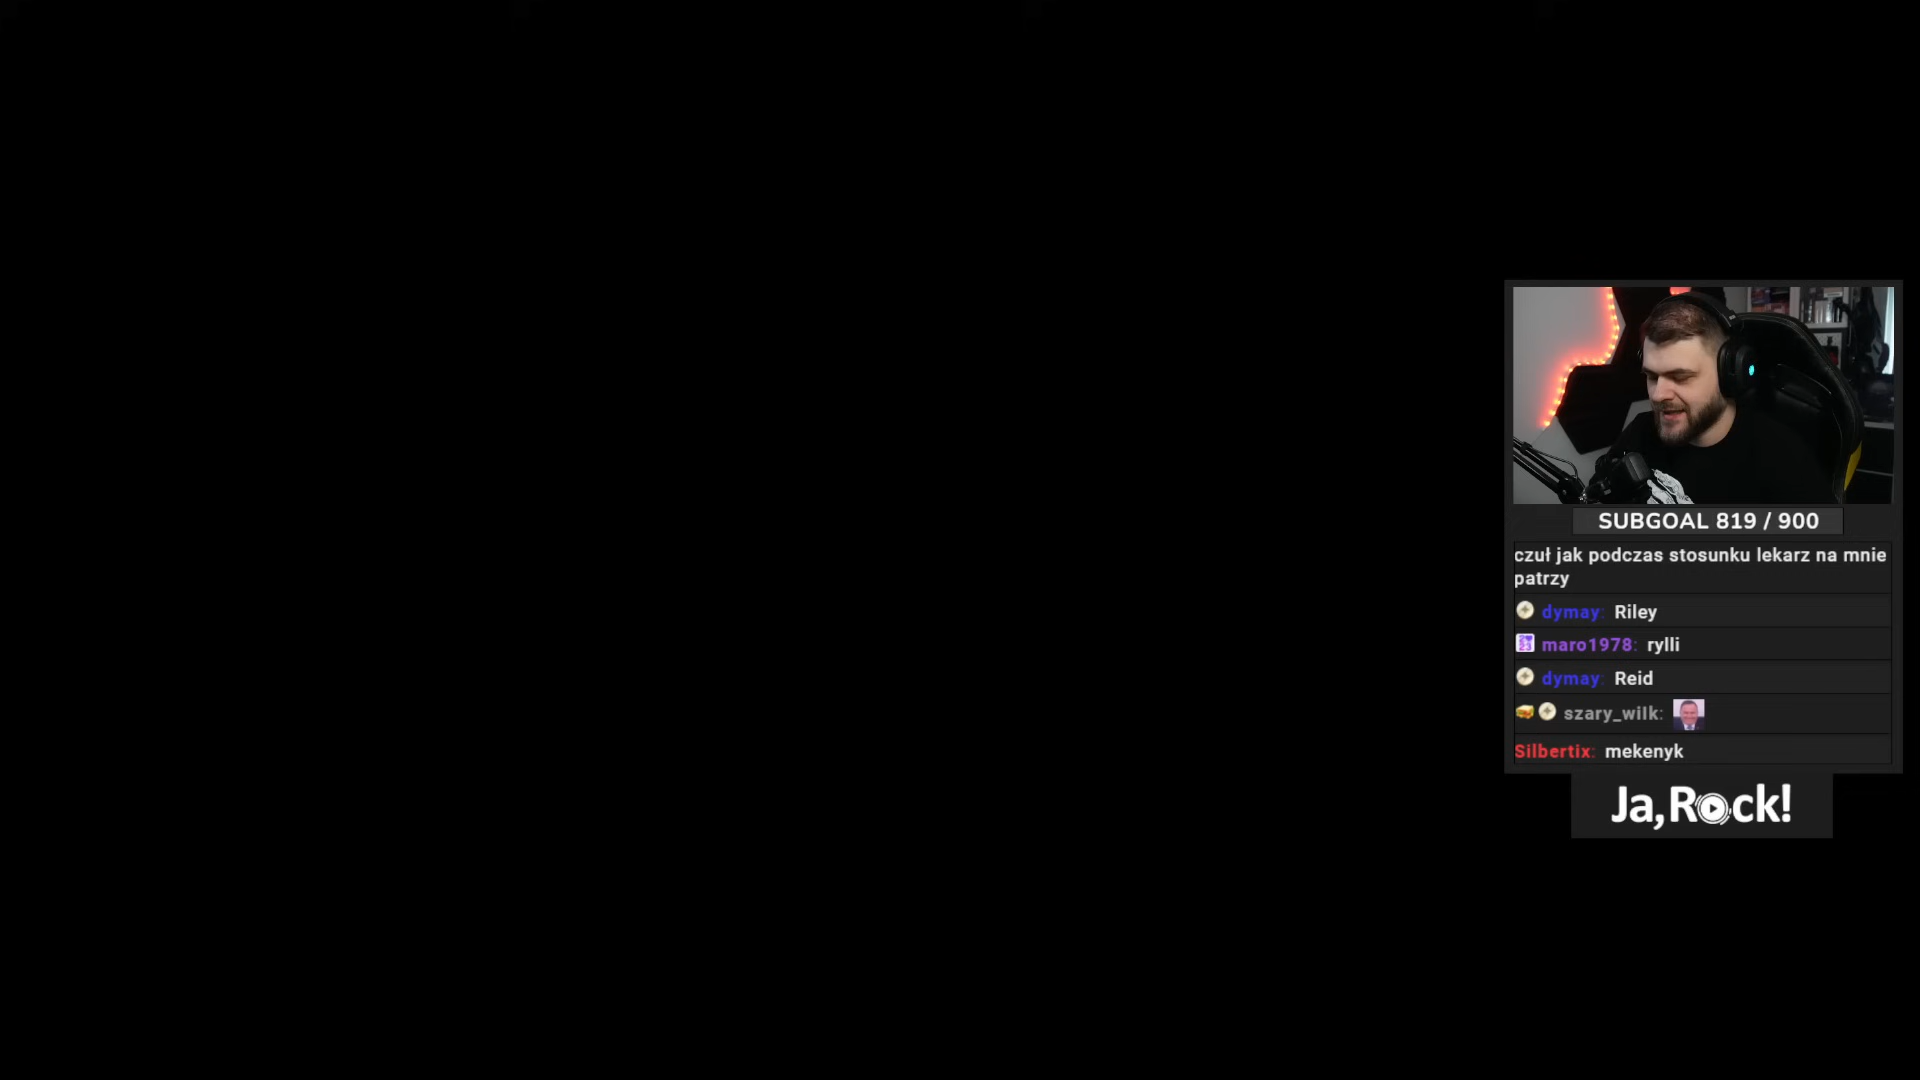 SUBGOAL 819 / 900
czuł jak podczas stosunku lekarz na mnie
patrzy
dymay: Riley
maro1978: rylli
dymay: Reid
szary_wilk:
Silbertix: mekenyk
Ja,Rock!